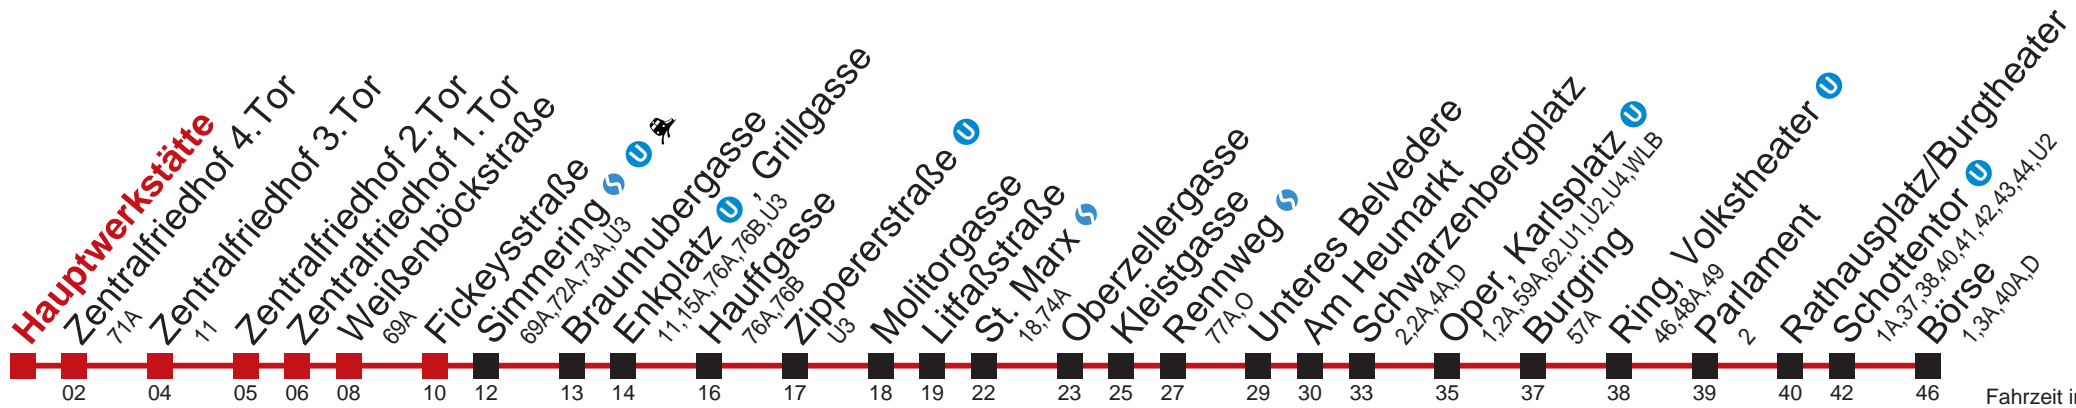 Hauptwerkstätte
Zentralfriedhof 4.Tor
71A
Zentralfriedhof 3.Tor
11
Zentralfriedhof 2.Tor
Zentralfriedhof 1.Tor
Weißenböckstraße
69A
Fickeysstraße
Simmering
69A,72A,73A,U3
Braunhubergasse
Enkplatz U , Grillgasse
11,15A,76A,76B,U3
Hauffgasse
76A,76B
Zippererstraße U
U3
Molitorgasse
Litfaßstraße
St. Marx
18,74A
Oberzellergasse
Kleistgasse
Rennweg
77A,O
Unteres Belvedere
Am Heumarkt
Schwarzenbergplatz
2,2A,4A,D
Oper, Karlsplatz U
1,2A,59A,62,U1,U2,U4,WLB
Burgring
57A
Ring, Volkstheater U
46,48A,49
Parlament
2
Rathausplatz/Burgtheater
Schottentor U
1A,37,38,40,41,42,43,44,U2
Börse
1,3A,40A,D
02 04 05 06 08 10 12 13 14 16 17 18 19 22 23 25 27 29 30 33 35 37 38 39 40 42 46
Fahrzeit i